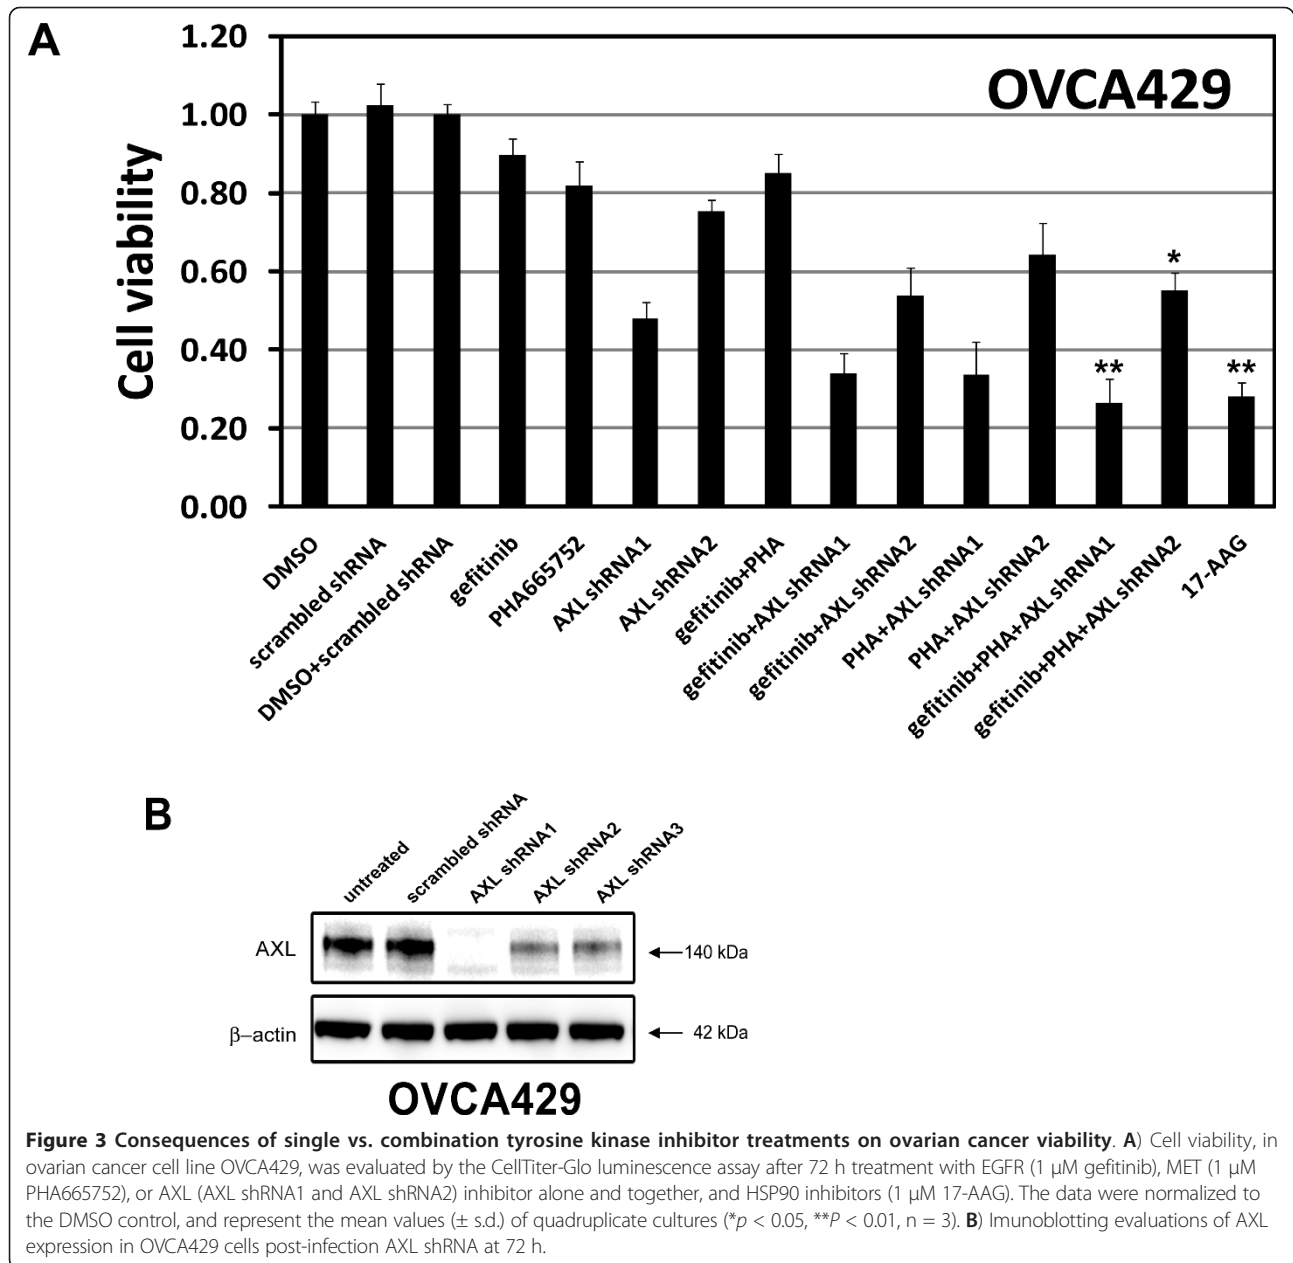 A
OVCA429
Cell viability
1.20
1.00
0.80
0.60
0.40
0.20
0.00
*
**
**
DMSO
scrambled shRNA
DMSO+scrambled shRNA
gefitinib
PHA665752
AXL shRNA1
AXL shRNA2
gefitinib+PHA
gefitinib+AXL shRNA1
gefitinib+AXL shRNA2
PHA+AXL shRNA1
PHA+AXL shRNA2
gefitinib+PHA+AXL shRNA1
gefitinib+PHA+AXL shRNA2
17-AAG
B
untreated
scrambled shRNA
AXL shRNA1
AXL shRNA2
AXL shRNA3
AXL
140 kDa
β–actin
42 kDa
OVCA429
Figure 3 Consequences of single vs. combination tyrosine kinase inhibitor treatments on ovarian cancer viability. A) Cell viability, in
ovarian cancer cell line OVCA429, was evaluated by the CellTiter-Glo luminescence assay after 72 h treatment with EGFR (1 μM gefitinib), MET (1 μM
PHA665752), or AXL (AXL shRNA1 and AXL shRNA2) inhibitor alone and together, and HSP90 inhibitors (1 μM 17-AAG). The data were normalized to
the DMSO control, and represent the mean values (± s.d.) of quadruplicate cultures (*p < 0.05, **P < 0.01, n = 3). B) Imunoblotting evaluations of AXL
expression in OVCA429 cells post-infection AXL shRNA at 72 h.